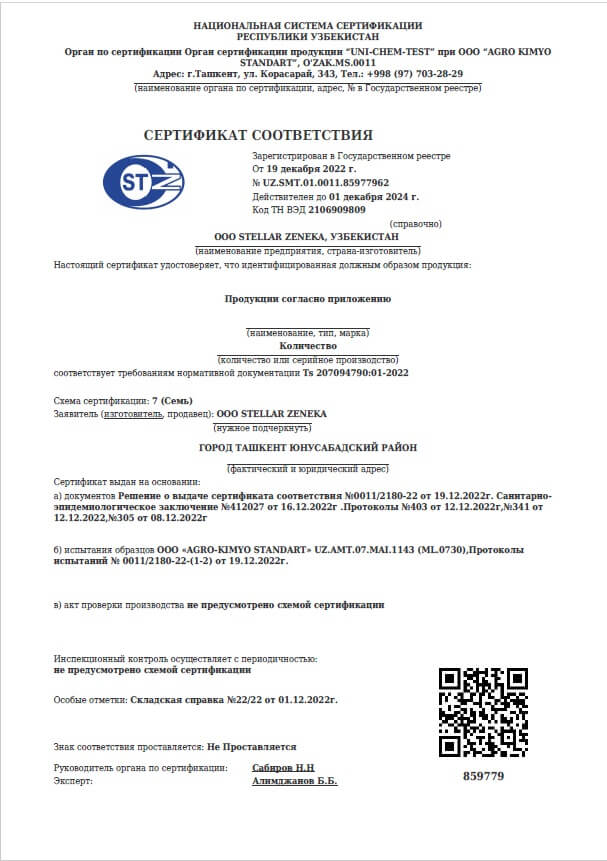 НАЦИОНАЛЬНАЯ СИСТЕМА СЕРТИФИКАЦИИ
РЕСПУБЛИКИ УЗБЕКИСТАН
Орган по сертификации Орган сертификации продукции “UNI-CHEM-TEST” при ООО “AGRO KIMYO
STANDART”, O'ZAK.MS.0011
Адрес: г.Ташкент, ул. Корасарай, 343, Тел.: +998 (97) 703-28-29
(наименование органа по сертификации, адрес, № в Государственном реестре)
СЕРТИФИКАТ СООТВЕТСТВИЯ
ST
Зарегистрирован в Государственном реестре
От 19 декабря 2022 г.
№ UZ.SMT.01.0011.85977962
Действителен до 01 декабря 2024 г.
Код ТН ВЭД 2106909809
(справочно)
ООО STELLAR ZENEKA, УЗБЕКИСТАН
(наименование предприятия, страна-изготовитель)
Настоящий сертификат удостоверяет, что идентифицированная должным образом продукция:
Продукции согласно приложению
(наименование, тип, марка)
Количество
(количество или серийное производство)
соответствует требованиям нормативной документации Ts 207094790:01-2022
Схема сертификации: 7 (Семь)
Заявитель (изготовитель, продавец): ООО STELLAR ZENEKA
(нужное подчеркнуть)
ГОРОД ТАШКЕНТ ЮНУСАБАДСКИЙ РАЙОН
(фактический и юридический адрес)
Сертификат выдан на основании:
а) документов Решение о выдаче сертификата соответствия №0011/2180-22 от 19.12.2022г. Санитарно-
эпидемиологическое заключение №412027 от 16.12.2022г .Протоколы №403 от 12.12.2022г,№341 от
12.12.2022,№305 от 08.12.2022г
б) испытания образцов ООО «AGRO-KIMYO STANDART» UZ.AMT.07.MAI.1143 (ML.0730),Протоколы
испытаний № 0011/2180-22-(1-2) от 19.12.2022г.
в) акт проверки производства не предусмотрено схемой сертификации
Инспекционный контроль осуществляет с периодичностью:
не предусмотрено схемой сертификации
Особые отметки: Складская справка №22/22 от 01.12.2022г.
Знак соответствия проставляется: Не Проставляется
Руководитель органа по сертификации: Сабиров Н.Н
Эксперт: Алимджанов Б.Б.
859779